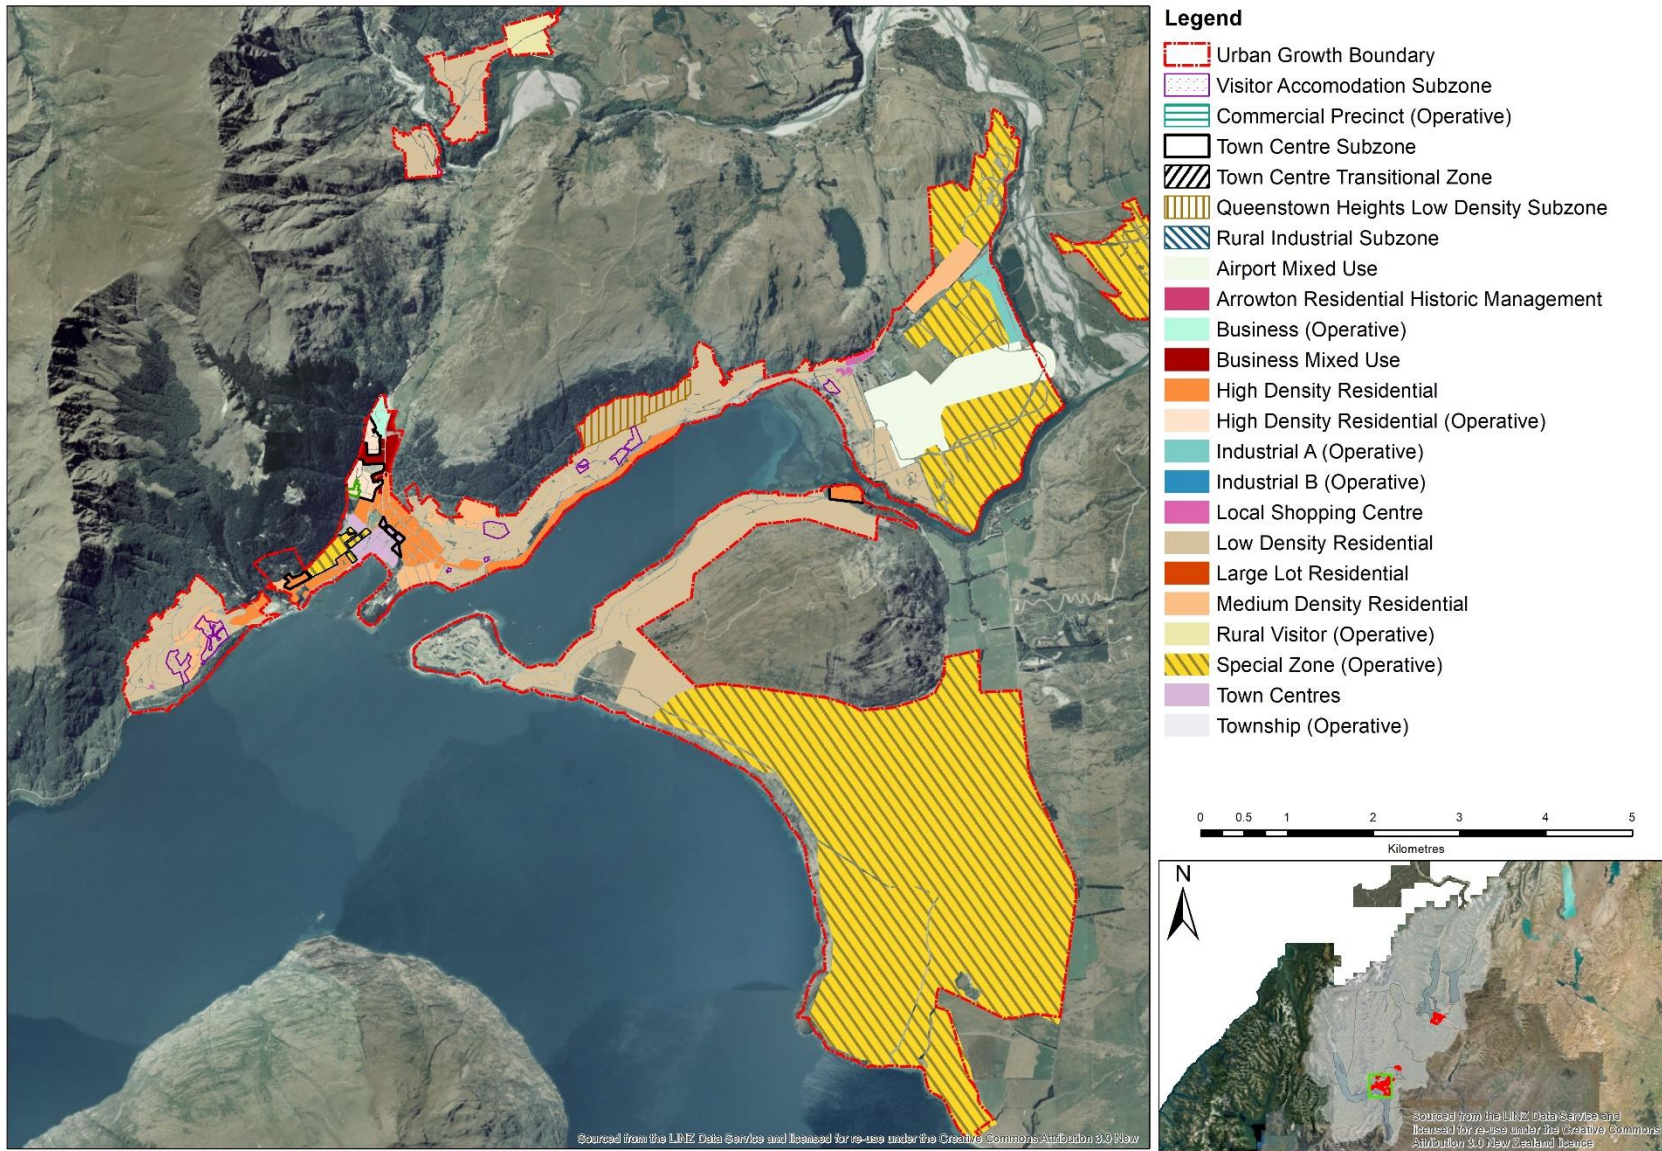 Legend
Urban Growth Boundary
Visitor Accomodation Subzone
Commercial Precinct (Operative)
Town Centre Subzone
Town Centre Transitional Zone
Queenstown Heights Low Density Subzone
Rural Industrial Subzone
Airport Mixed Use
Arrowton Residential Historic Management
Business (Operative)
Business Mixed Use
High Density Residential
High Density Residential (Operative)
Industrial A (Operative)
Industrial B (Operative)
Local Shopping Centre
Low Density Residential
Large Lot Residential
Medium Density Residential
Rural Visitor (Operative)
Special Zone (Operative)
Town Centres
Township (Operative)
0 0.5 1 2 3 4 5
Kilometres
N
Sourced from the LINZ Data Service and
licensed for re-use under the Creative Commons
Attribution 3.0 New Zealand licence
Sourced from the LINZ Data Service and licensed for re-use under the Creative Commons Attribution 3.0 New